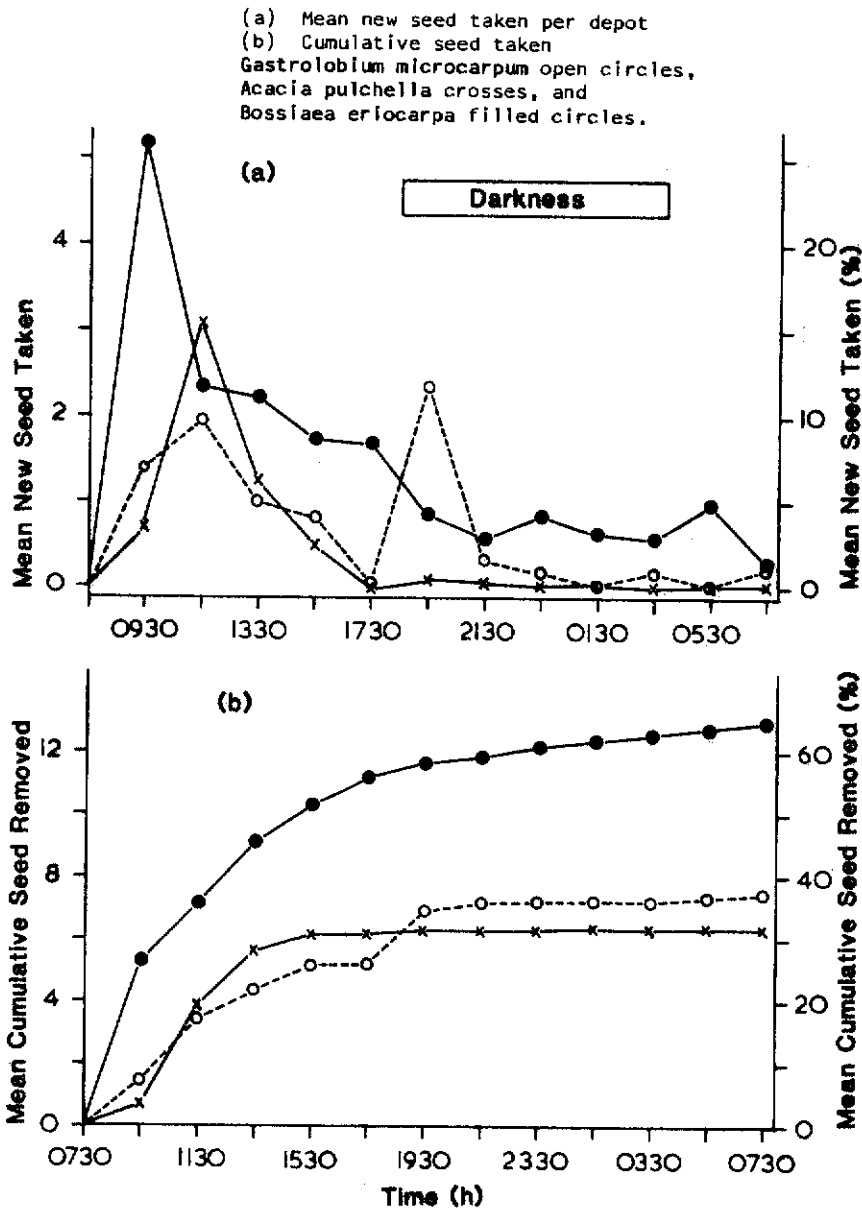 (a) Mean new seed taken per depot
(b) Cumulative seed taken
Gastrolobium microcarpum open circles,
Acacia pulchella crosses, and
Bossiaea eriocarpa filled circles.
(a)
Darkness
Mean New Seed Taken
4
2
0
Mean New Seed Taken (%)
20
10
0
0930 1330 1730 2130 0130 0530
(b)
Mean Cumulative Seed Removed
12
8
4
0
Mean Cumulative Seed Removed (%)
60
40
20
0
0730 1130 1530 1930 2330 0330 0730
Time (h)